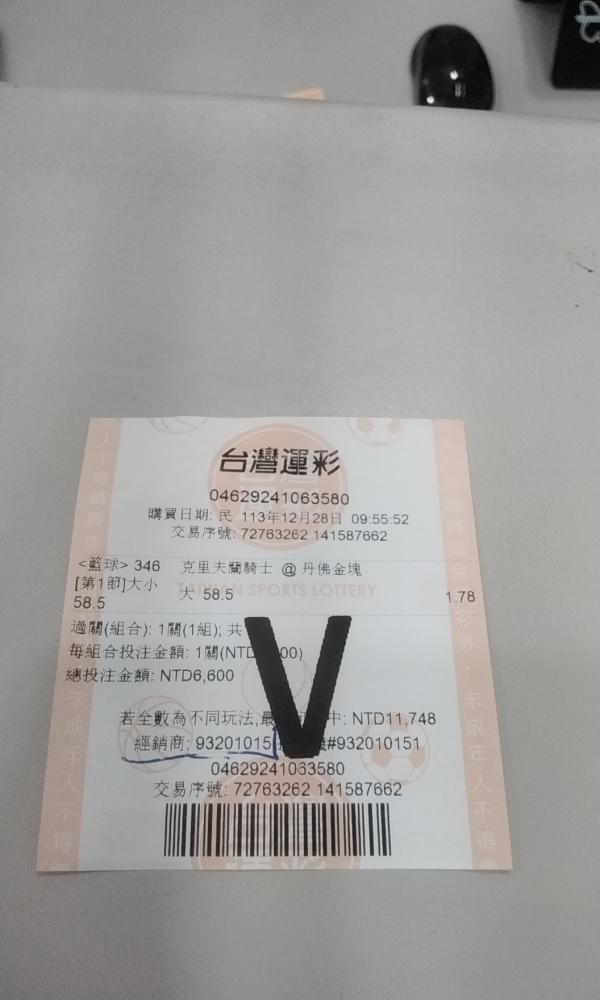 台灣運彩
04629241063580
購買日期: 民 113年12月28日 09:55:52
交易序號: 72763262 141587662
<籃球> 346 克里夫蘭騎士 @ 丹佛金塊
[第1節]大小 58.5 大 58.5 1.78
TAIWAN SPORTS LOTTERY
過關(組合): 1關(1組); 共
每組合投注金額: 1關(NTD 00)
總投注金額: NTD6,600
V
若全數為不同玩法,最 中: NTD11,748
經銷商: 93201015 #932010151
04629241063580
交易序號: 72763262 141587662